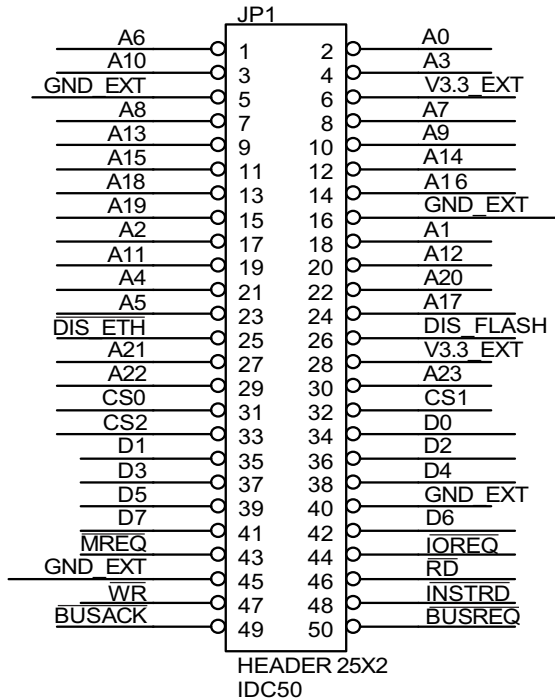 JP1
A6 1 2 A0
A10 3 4 A3
GND_EXT 5 6 V3.3_EXT
A8 7 8 A7
A13 9 10 A9
A15 11 12 A14
A18 13 14 A16
A19 15 16 GND_EXT
A2 17 18 A1
A11 19 20 A12
A4 21 22 A20
A5 23 24 A17
DIS_ETH 25 26 DIS_FLASH
A21 27 28 V3.3_EXT
A22 29 30 A23
CS0 31 32 CS1
CS2 33 34 D0
D1 35 36 D2
D3 37 38 D4
D5 39 40 GND_EXT
D7 41 42 D6
MREQ 43 44 IOREQ
GND_EXT 45 46 RD
WR 47 48 INSTRD
BUSACK 49 50 BUSREQ
HEADER 25X2
IDC50